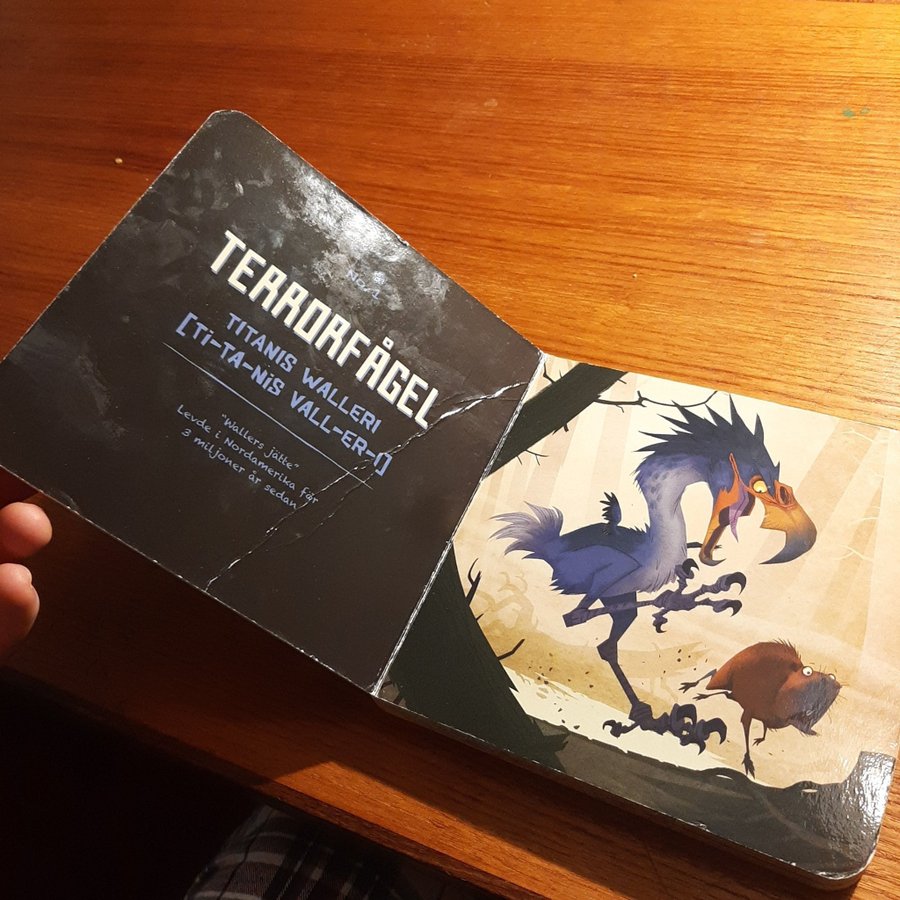 TERRORFÅGEL
TITANIS WALLERI
[Ti-TA-NiS VALL-ER-I]
"Wallers jätte"
Levde i Nordamerika för
3 miljoner år sedan